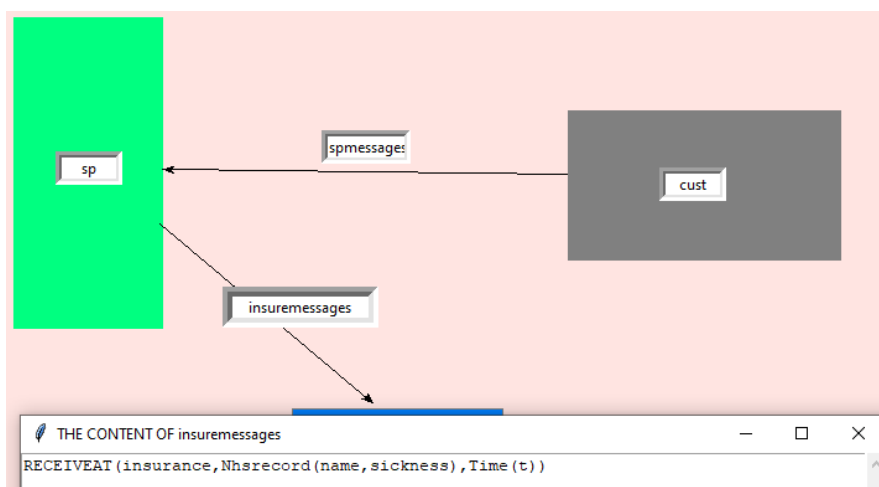 spmessages
sp
cust
insuremessages
THE CONTENT OF insuremessages
RECEIVEAT(insurance,Nhsrecord(name,sickness),Time(t))